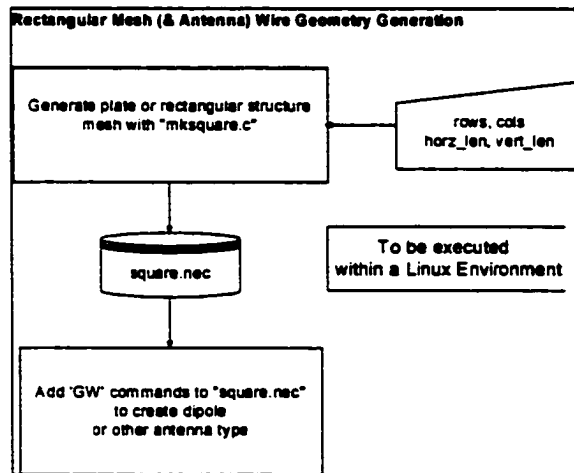 Rectangular Mesh (& Antenna) Wire Geometry Generation
Generate plate or rectangular structure
mesh with "mksquare.c"
rows, cols
horz_len, vert_len
To be executed
within a Linux Environment
square.nec
Add 'GW' commands to "square.nec"
to create dipole
or other antenna type